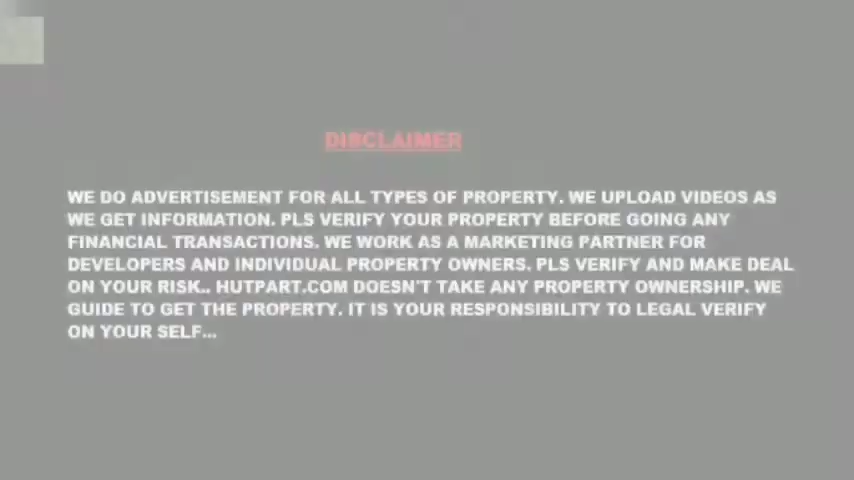 DISCLAIMER
WE DO ADVERTISEMENT FOR ALL TYPES OF PROPERTY. WE UPLOAD VIDEOS AS
WE GET INFORMATION. PLS VERIFY YOUR PROPERTY BEFORE GOING ANY
FINANCIAL TRANSACTIONS. WE WORK AS A MARKETING PARTNER FOR
DEVELOPERS AND INDIVIDUAL PROPERTY OWNERS. PLS VERIFY AND MAKE DEAL
ON YOUR RISK.. HUTPART.COM DOESN'T TAKE ANY PROPERTY OWNERSHIP. WE
GUIDE TO GET THE PROPERTY. IT IS YOUR RESPONSIBILITY TO LEGAL VERIFY
ON YOUR SELF...